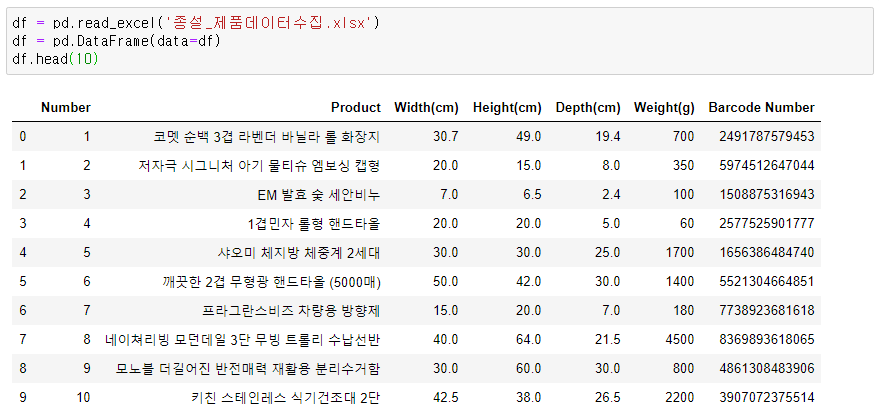 df = pd.read_excel('종설_제품데이터수집.xlsx')
df = pd.DataFrame(data=df)
df.head(10)
Number Product Width(cm) Height(cm) Depth(cm) Weight(g) Barcode Number
0 1 코멧 순백 3겹 라벤더 바닐라 롤 화장지 30.7 49.0 19.4 700 2491787579453
1 2 저자극 시그니처 아기 물티슈 엠보싱 캡형 20.0 15.0 8.0 350 5974512647044
2 3 EM 발효 숯 세안비누 7.0 6.5 2.4 100 1508875316943
3 4 1겹민자 롤형 핸드타올 20.0 20.0 5.0 60 2577525901777
4 5 샤오미 체지방 체중계 2세대 30.0 30.0 25.0 1700 1656386484740
5 6 깨끗한 2겹 무형광 핸드타올 (5000매) 50.0 42.0 30.0 1400 5521304664851
6 7 프라그란스비즈 차량용 방향제 15.0 20.0 7.0 180 7738923681618
7 8 네이쳐리빙 모던데일 3단 무빙 트롤리 수납선반 40.0 64.0 21.5 4500 8369893618065
8 9 모노블 더길어진 반전매력 재활용 분리수거함 30.0 60.0 30.0 800 4861308483906
9 10 키친 스테인레스 식기건조대 2단 42.5 38.0 26.5 2200 3907072375514